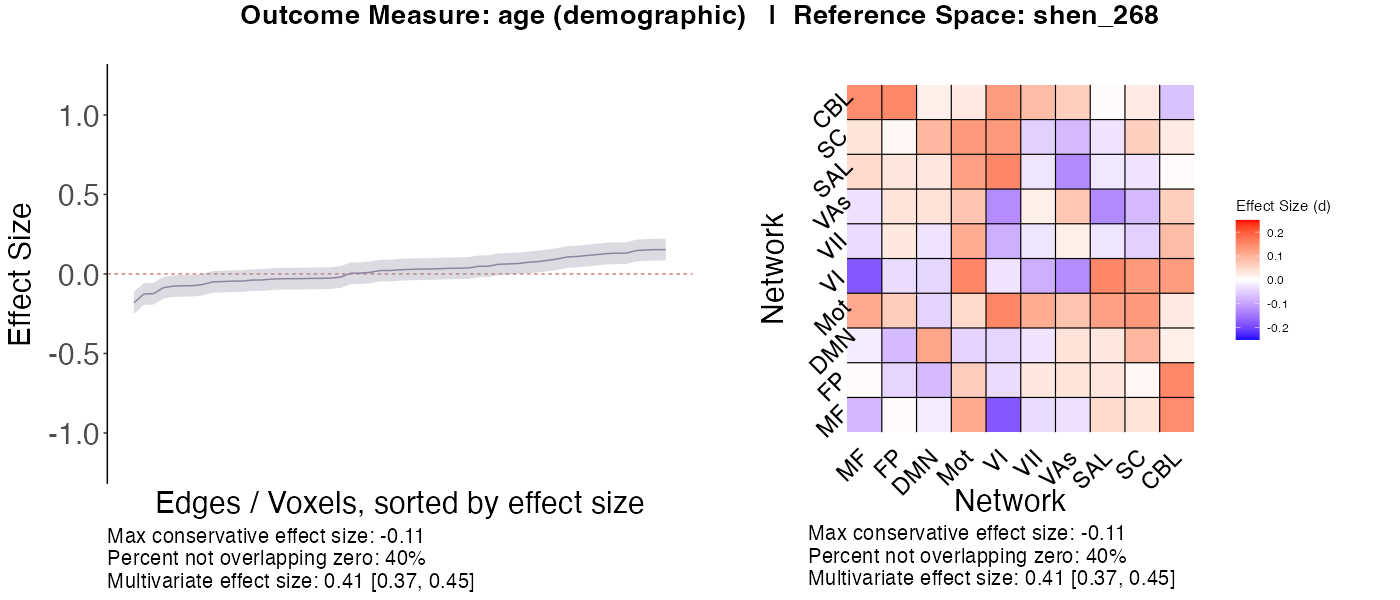 Outcome Measure: age (demographic) | Reference Space: shen_268
Effect Size
1.0
0.5
0.0
-0.5
-1.0
Edges / Voxels, sorted by effect size
Max conservative effect size: -0.11
Percent not overlapping zero: 40%
Multivariate effect size: 0.41 [0.37, 0.45]
Network
CBL
SC
SAL
VAs
VII
VI
Mot
DMN
FP
MF
MF
FP
DMN
Mot
VI
VII
VAs
SAL
SC
CBL
Network
Max conservative effect size: -0.11
Percent not overlapping zero: 40%
Multivariate effect size: 0.41 [0.37, 0.45]
Effect Size (d)
0.2
0.1
0.0
-0.1
-0.2